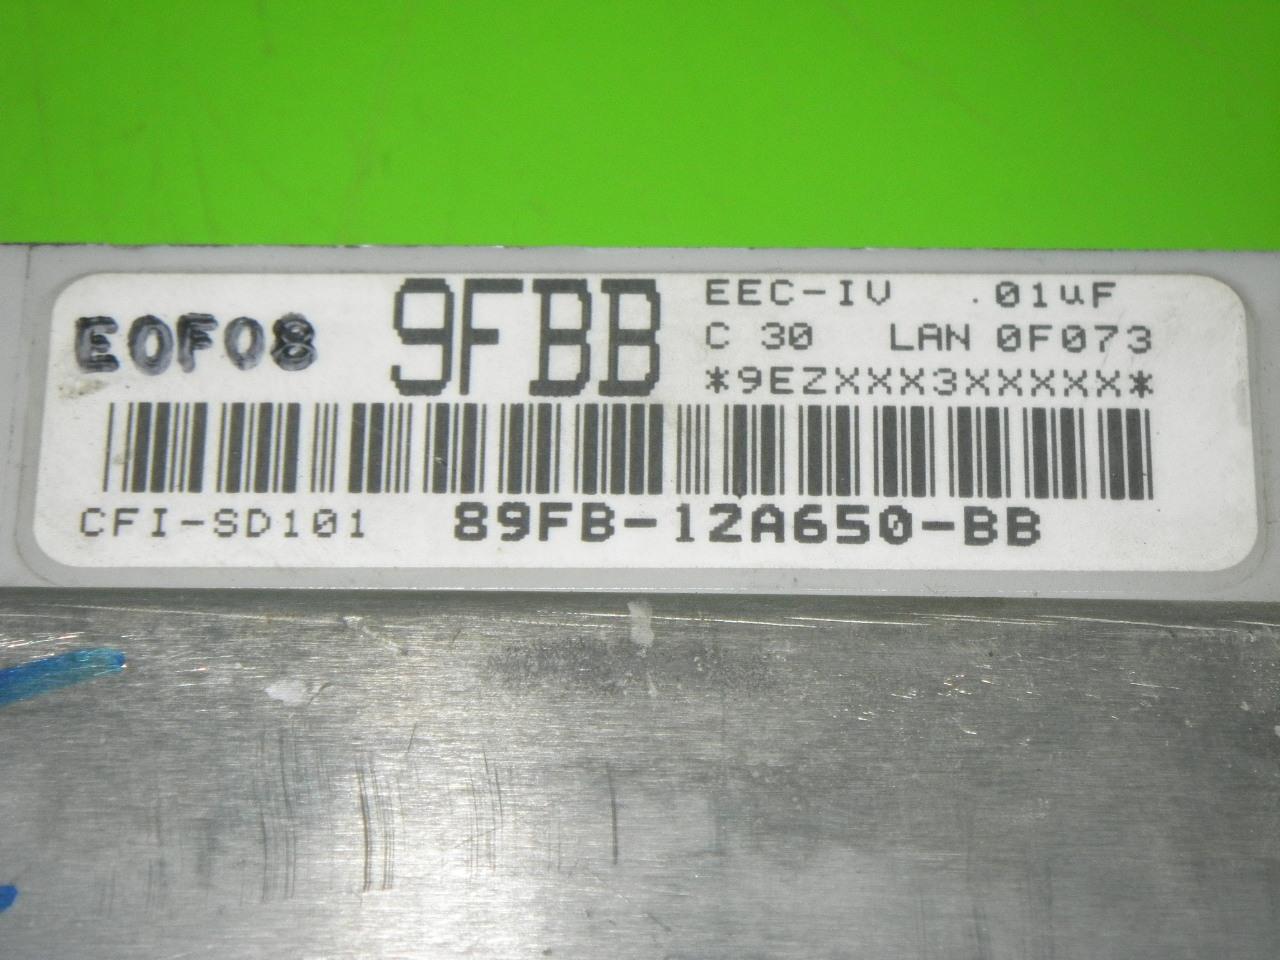 E0F08 9FBB EEC-IV .01uF
C 30 LAN 0F073
*9EZXXX3XXXXX*
CFI-SD101 89FB-12A650-BB